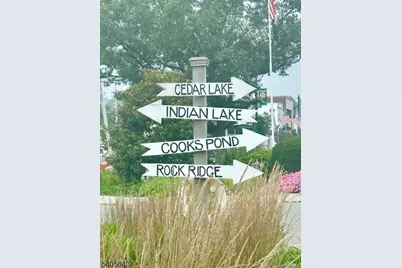 CEDAR LAKE
INDIAN LAKE
COOKS POND
ROCK RIDGE